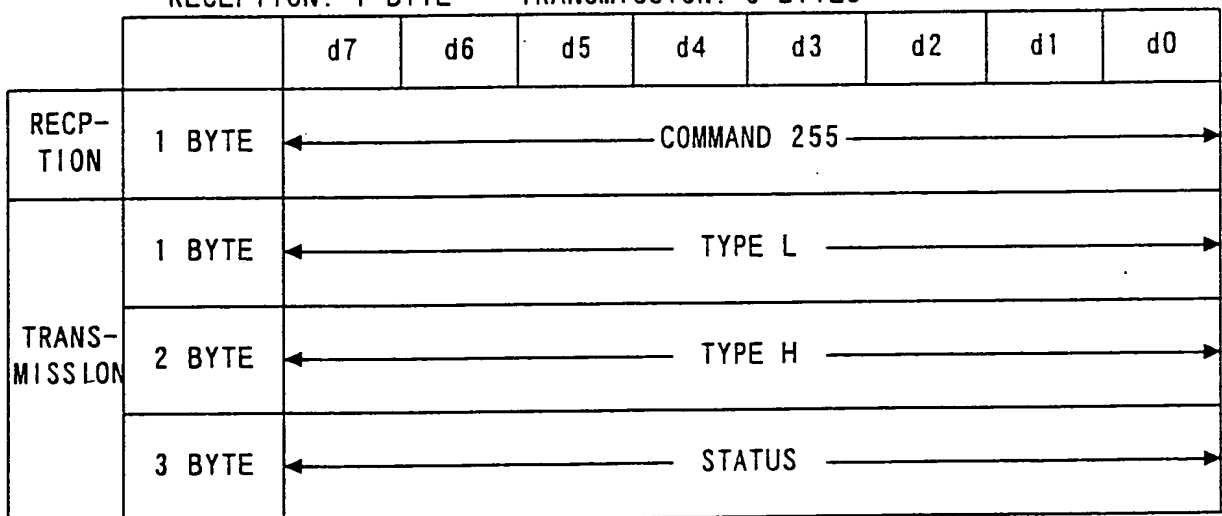 d7 d6 d5 d4 d3 d2 d1 d0
RECP-
TION
1 BYTE
COMMAND 255
1 BYTE
TYPE L
TRANS-
MISSLON
2 BYTE
TYPE H
3 BYTE
STATUS